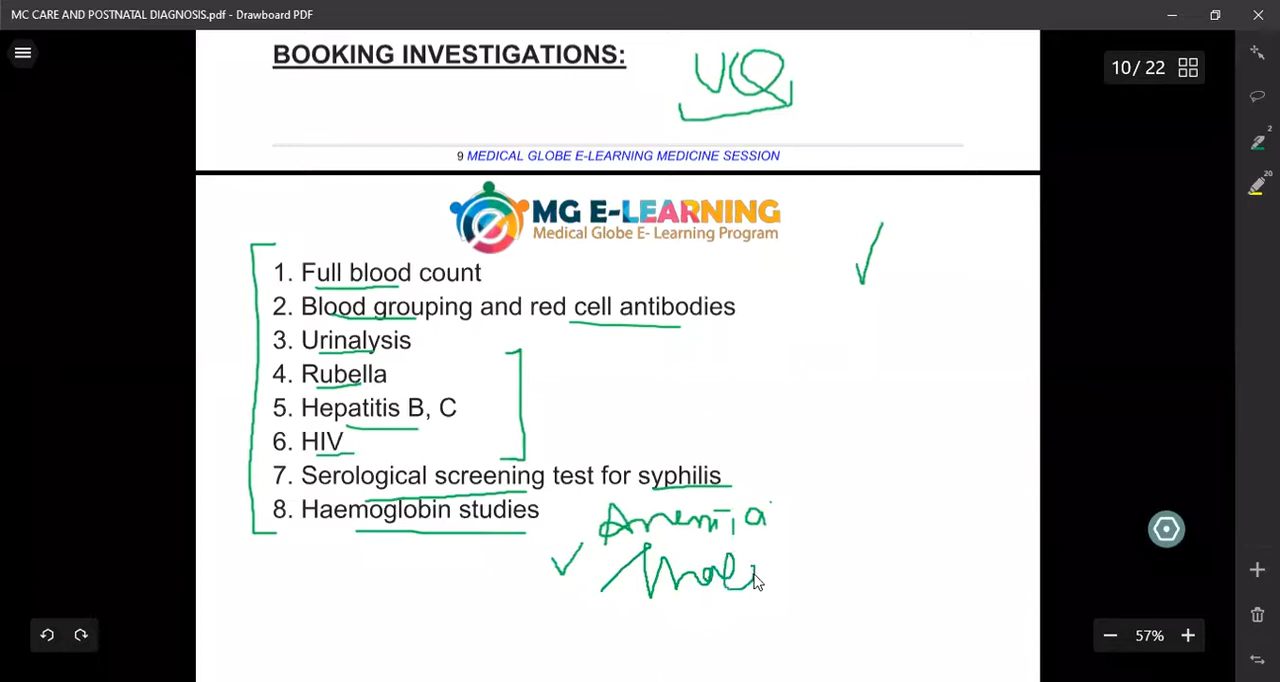 MC CARE AND POSTNATAL DIAGNOSIS.pdf - Drawboard PDF
BOOKING INVESTIGATIONS:
10/ 22
2
20
9 MEDICAL GLOBE E-LEARNING MEDICINE SESSION
MG E-LEARNING
Medical Globe E- Learning Program
1. Full blood count
2. Blood grouping and red cell antibodies
3. Urinalysis
4. Rubella
5. Hepatitis B, C
6. HIV
7. Serological screening test for syphilis
8. Haemoglobin studies
Anemia
57%